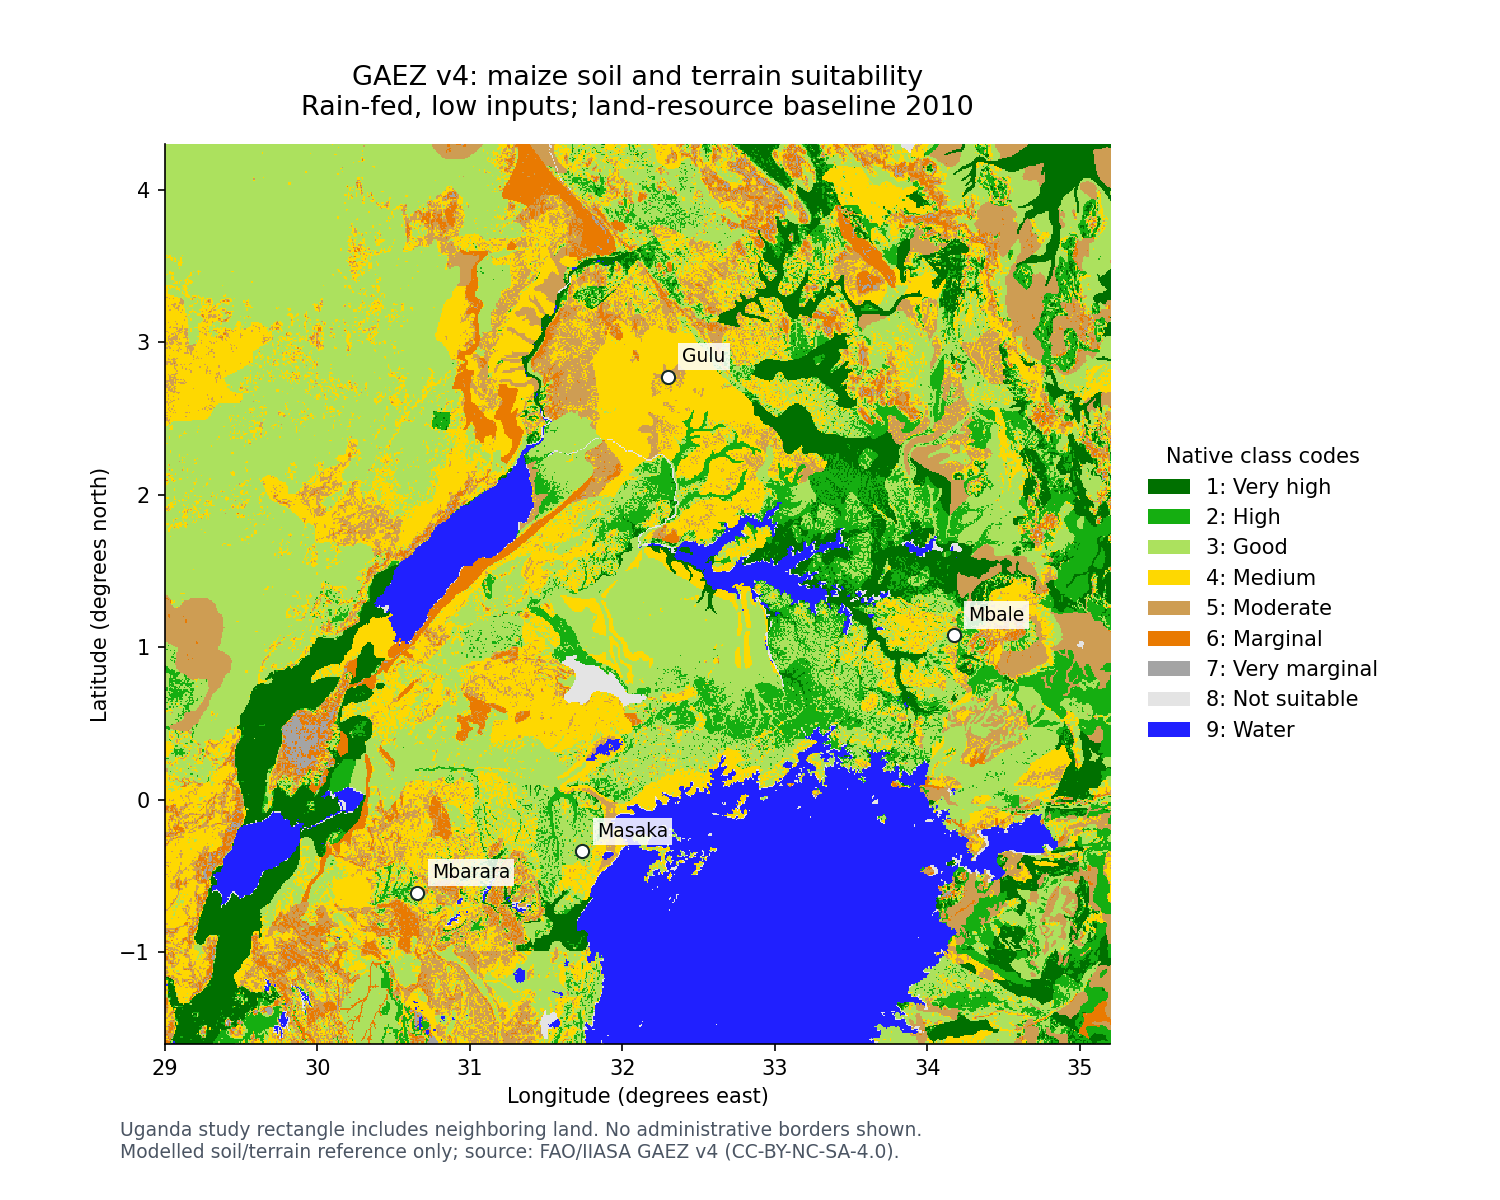 GAEZ v4: maize soil and terrain suitability
Rain-fed, low inputs; land-resource baseline 2010
Latitude (degrees north)
4
3
2
1
0
−1
Gulu
Mbale
Masaka
Mbarara
29
30
31
32
33
34
35
Longitude (degrees east)
Native class codes
1: Very high
2: High
3: Good
4: Medium
5: Moderate
6: Marginal
7: Very marginal
8: Not suitable
9: Water
Uganda study rectangle includes neighboring land. No administrative borders shown.
Modelled soil/terrain reference only; source: FAO/IIASA GAEZ v4 (CC-BY-NC-SA-4.0).